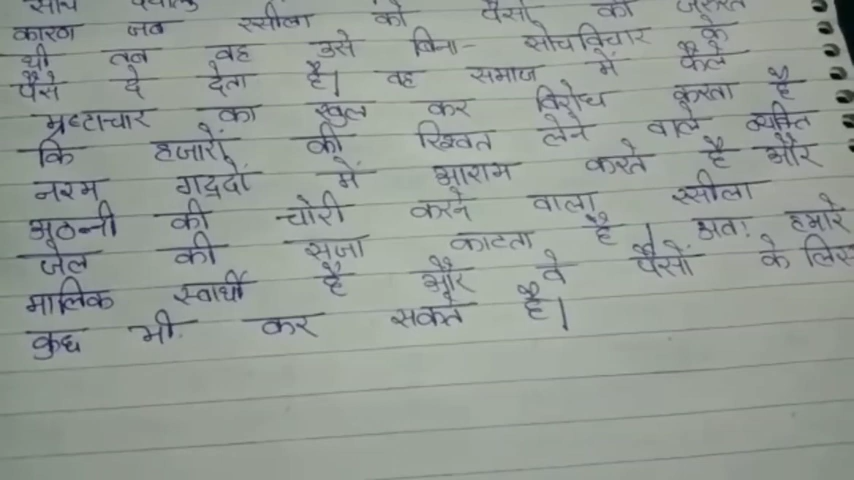 कारण जब रसीला को पैसों की जरूरत
थी तब वह उसे बिना- सोचविचार के
पैसे दे देता है। वह समाज में फैले
भ्रष्टाचार का खुल कर विरोध करता है
कि हजारों की रिश्वत लेने वाले व्यक्ति
नरम गद्दों में आराम करते है और
अठन्नी की चोरी करने वाला रसीला
जेल की सजा काटता है। अतः हमारे
मालिक स्वार्थी है और वे पैसों के लिस
कुछ भी कर सकते है।